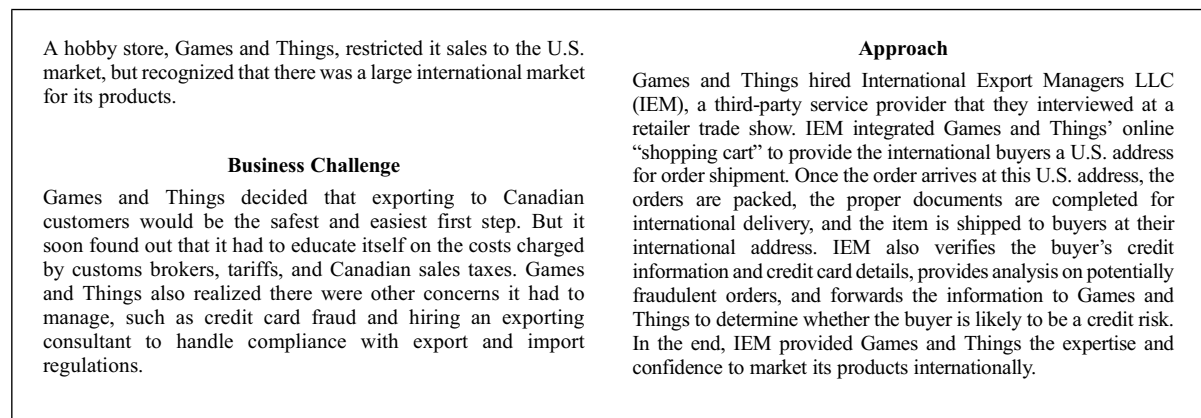 A hobby store, Games and Things, restricted it sales to the U.S.
market, but recognized that there was a large international market
for its products.
Business Challenge
Games and Things decided that exporting to Canadian
customers would be the safest and easiest first step. But it
soon found out that it had to educate itself on the costs charged
by customs brokers, tariffs, and Canadian sales taxes. Games
and Things also realized there were other concerns it had to
manage, such as credit card fraud and hiring an exporting
consultant to handle compliance with export and import
regulations.
Approach
Games and Things hired International Export Managers LLC
(IEM), a third-party service provider that they interviewed at a
retailer trade show. IEM integrated Games and Things’ online
“shopping cart” to provide the international buyers a U.S. address
for order shipment. Once the order arrives at this U.S. address, the
orders are packed, the proper documents are completed for
international delivery, and the item is shipped to buyers at their
international address. IEM also verifies the buyer’s credit
information and credit card details, provides analysis on potentially
fraudulent orders, and forwards the information to Games and
Things to determine whether the buyer is likely to be a credit risk.
In the end, IEM provided Games and Things the expertise and
confidence to market its products internationally.